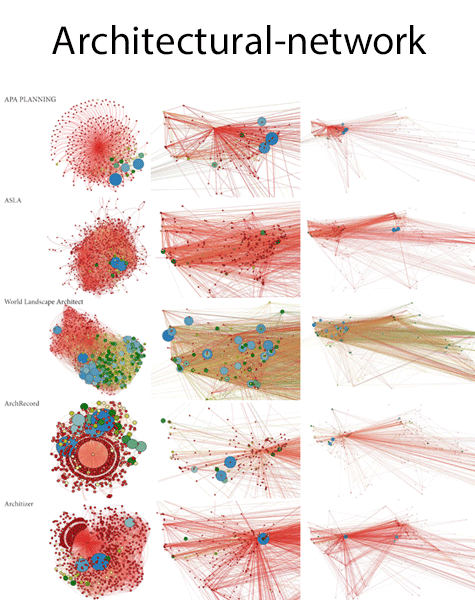 Architectural-network
APA PLANNING
ASLA
World Landscape Architect
ArchRecord
Architizer